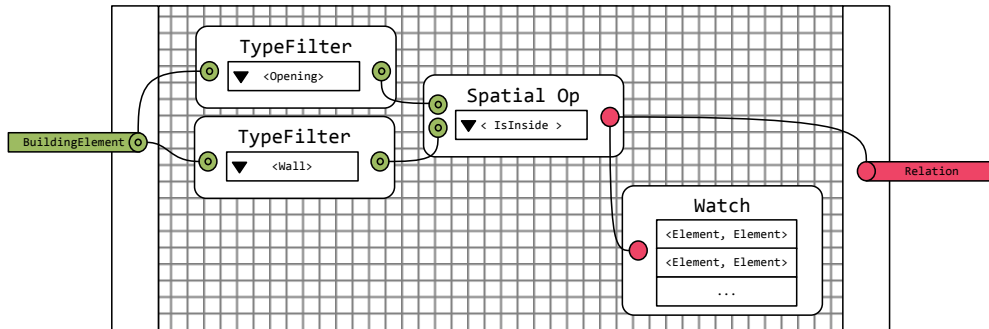 TypeFilter
<Opening>
TypeFilter
<Wall>
BuildingElement
Spatial Op
< IsInside >
Relation
Watch
<Element, Element>
<Element, Element>
...